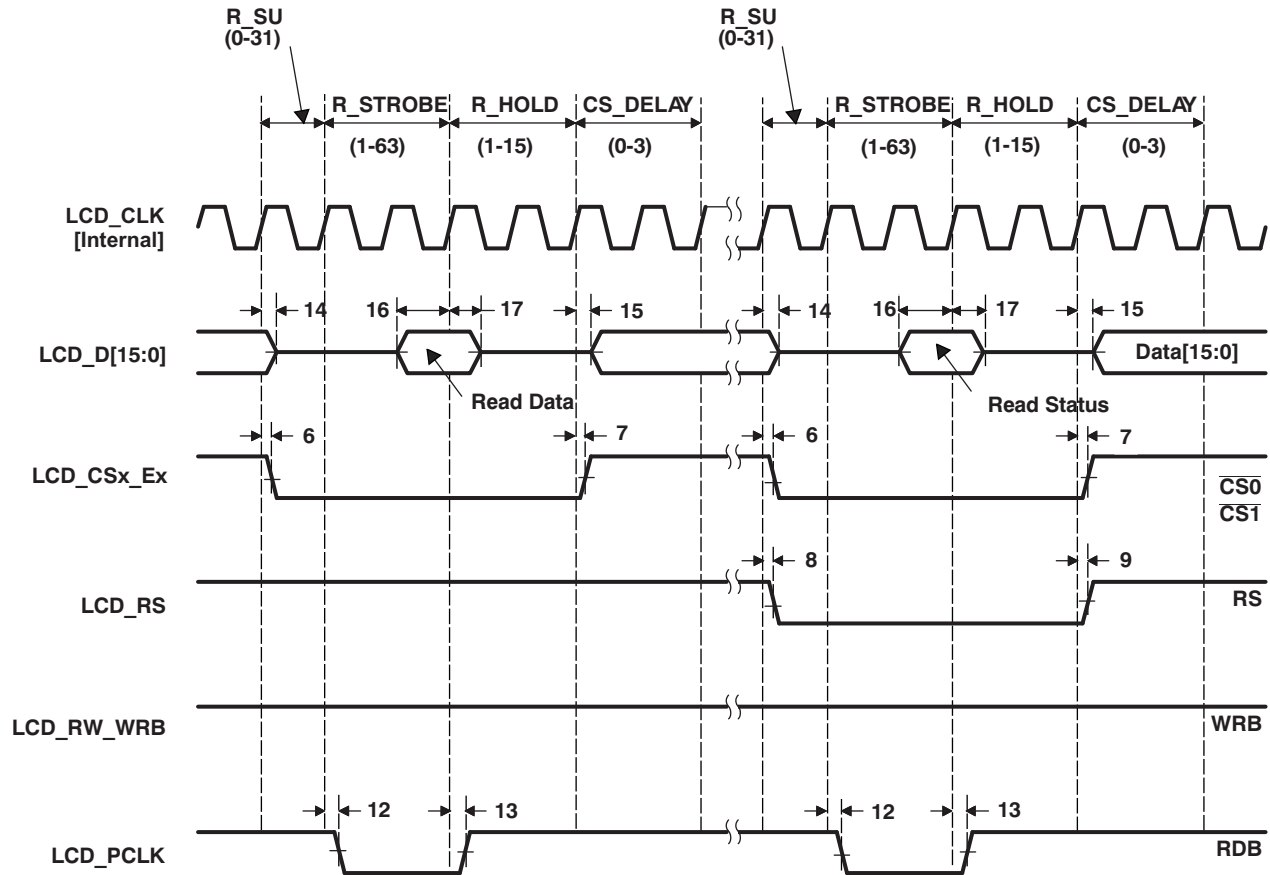 R_SU
(0-31)
R_SU
(0-31)
R_STROBE R_HOLD CS_DELAY
R_STROBE R_HOLD CS_DELAY
(1-63) (1-15) (0-3)
(1-63) (1-15) (0-3)
LCD_CLK
[Internal]
14 16 17 15
14 16 17 15
LCD_D[15:0]
Data[15:0]
Read Data
Read Status
6 7
6 7
LCD_CSx_Ex
CS0
CS1
8 9
LCD_RS
RS
LCD_RW_WRB
WRB
12 13
12 13
LCD_PCLK
RDB